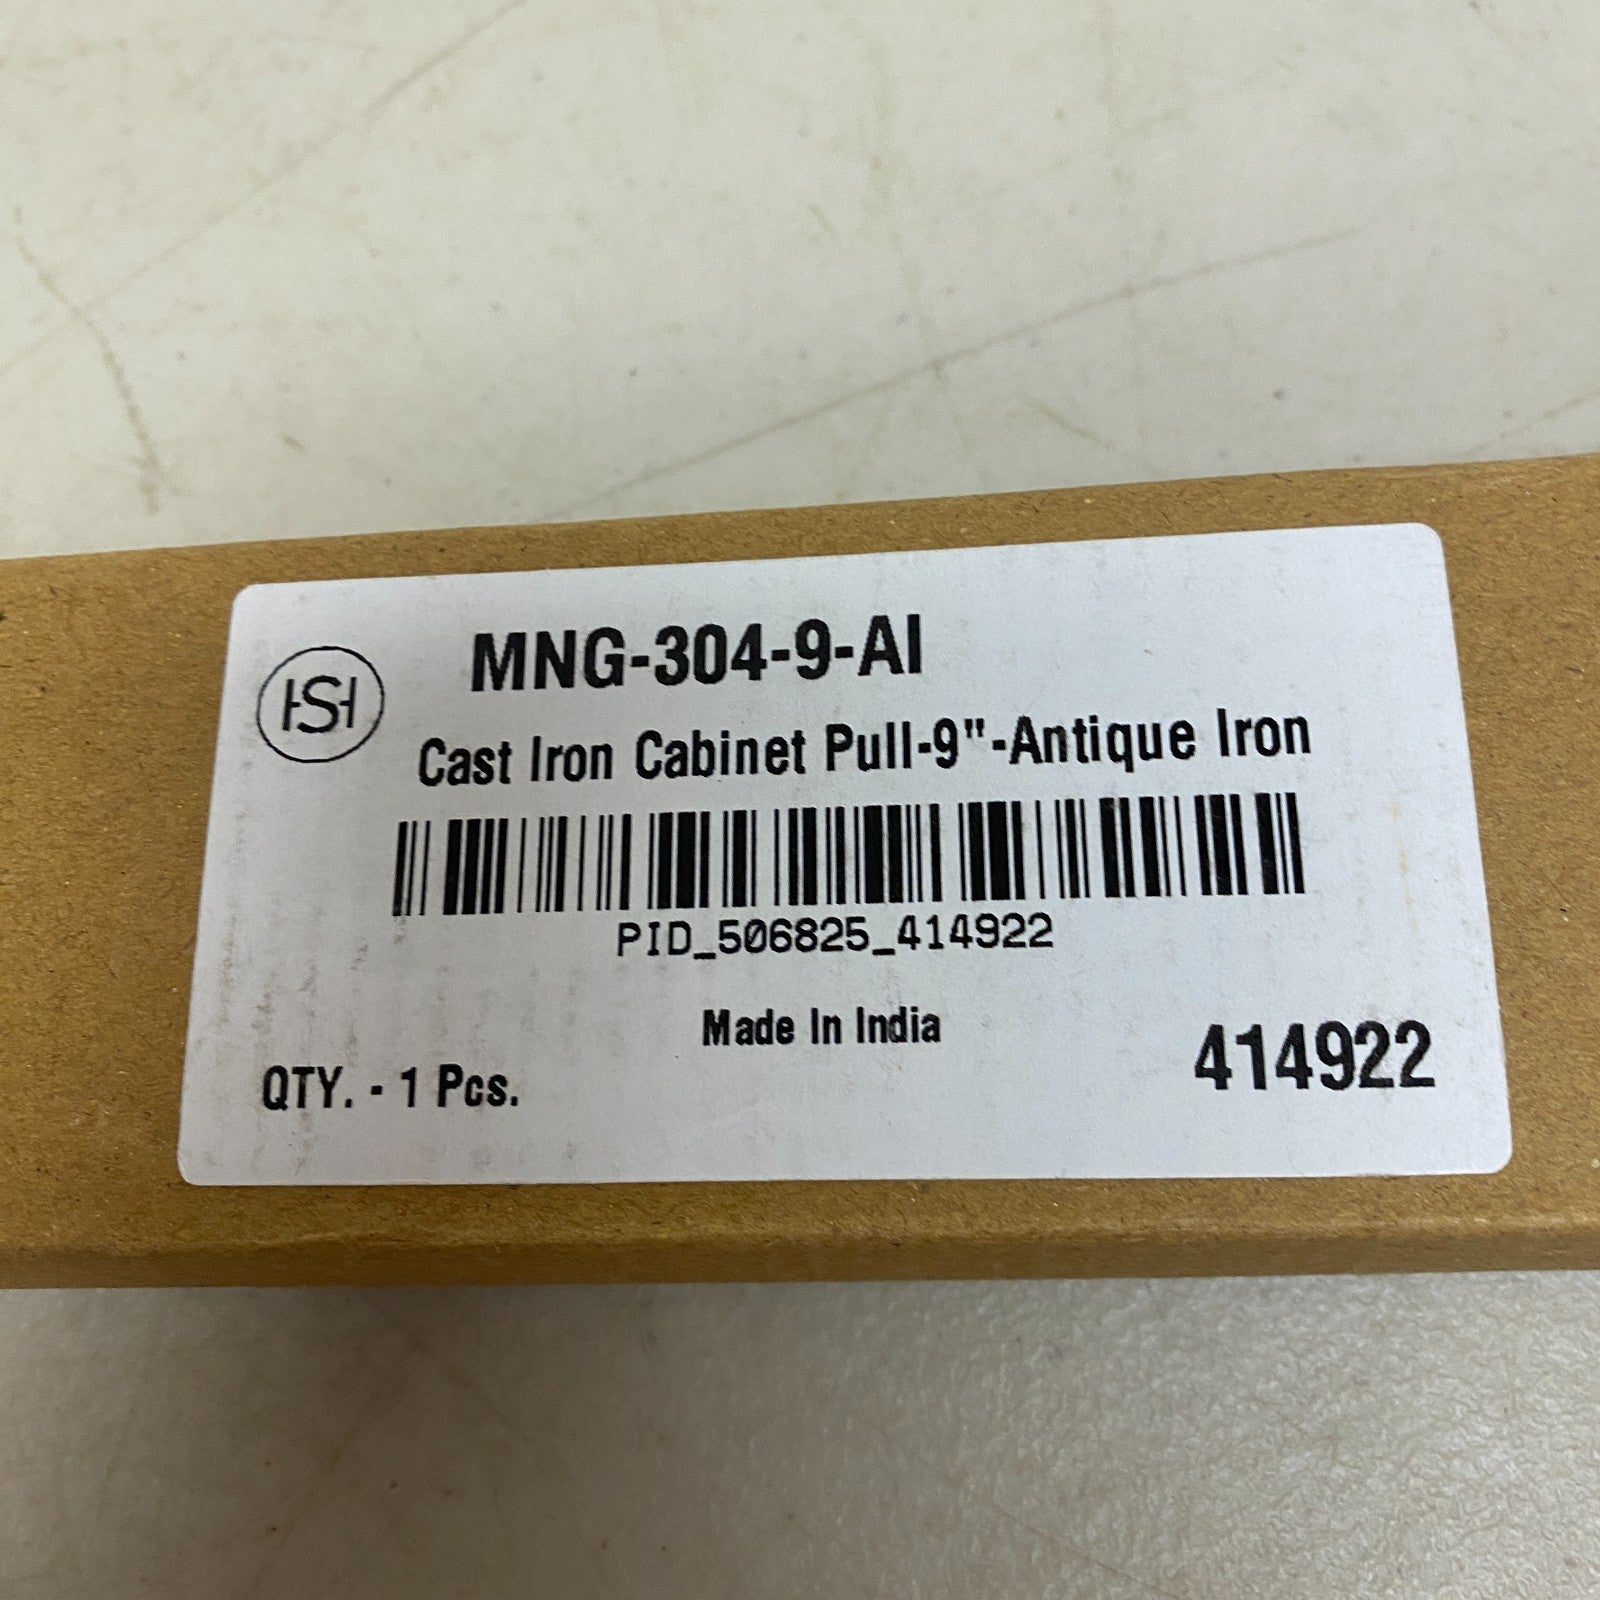 HSH
MNG-304-9-AI
Cast Iron Cabinet Pull-9"-Antique Iron
PID_506825_414922
Made In India
QTY. - 1 Pcs.
414922